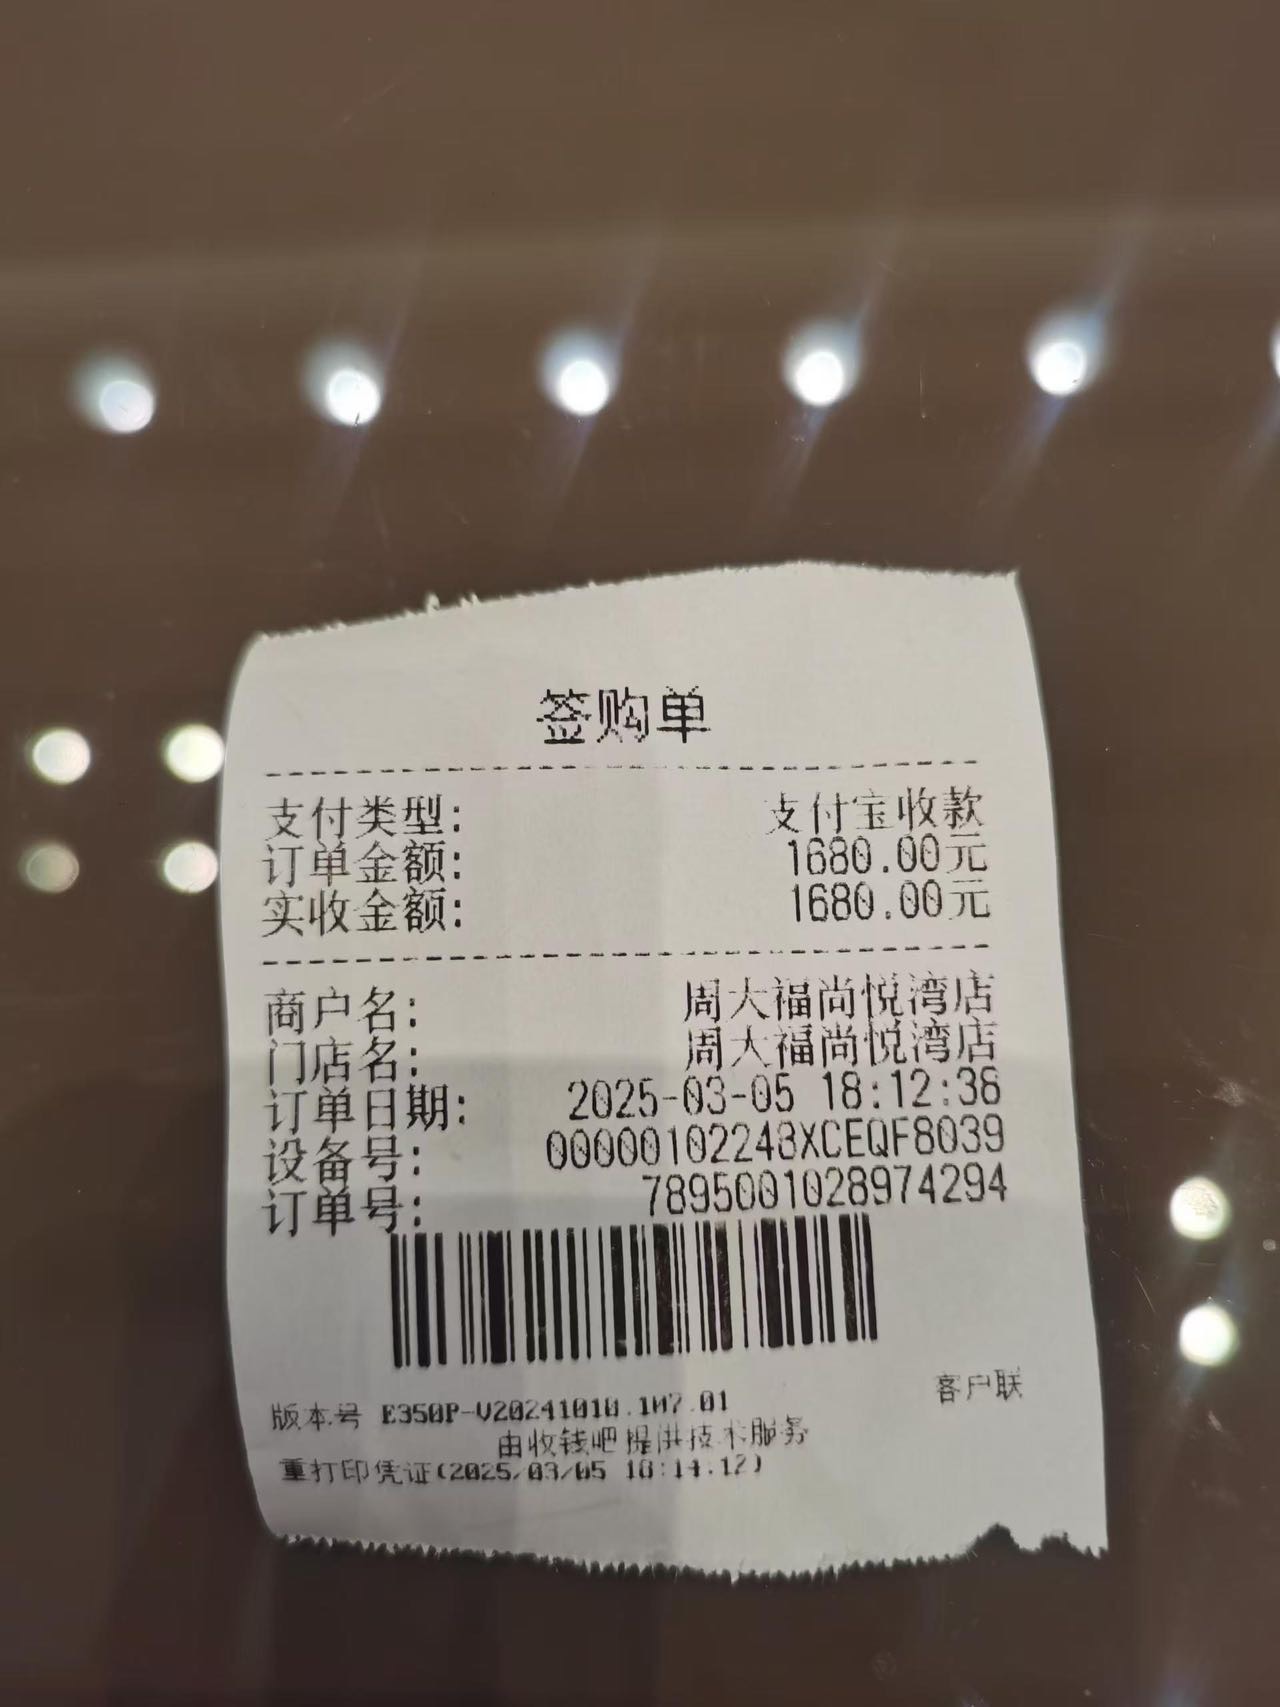 签购单
支付类型: 支付宝收款
订单金额: 1680.00元
实收金额: 1680.00元
商户名: 周大福尚悦湾店
门店名: 周大福尚悦湾店
订单日期: 2025-03-05 18:12:38
设备号: 00000102248XCEQF8039
订单号: 7895001028974294
客户联
版本号 E350P-V20241010.1H7.01
由收钱吧提供技术服务
重打印凭证(2025/03/05 18:14:12)